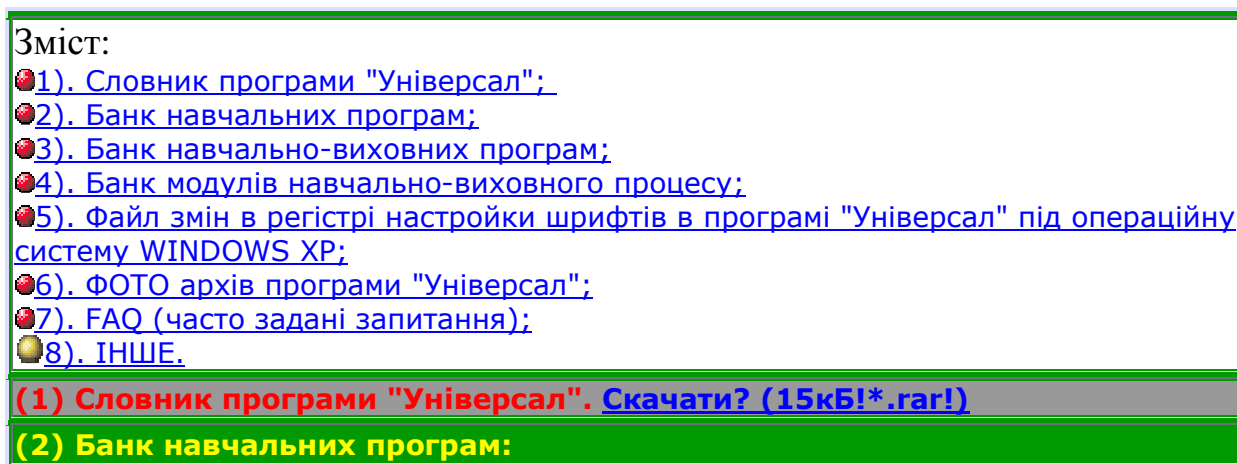 Зміст:
1). Словник програми "Універсал";
2). Банк навчальних програм;
3). Банк навчально-виховних програм;
4). Банк модулів навчально-виховного процесу;
5). Файл змін в регістрі настройки шрифтів в програмі "Універсал" під операційну
систему WINDOWS XP;
6). ФОТО архів програми "Універсал";
7). FAQ (часто задані запитання);
8). ІНШЕ.
(1) Словник програми "Універсал". Скачати? (15кБ!*.rar!)
(2) Банк навчальних програм: